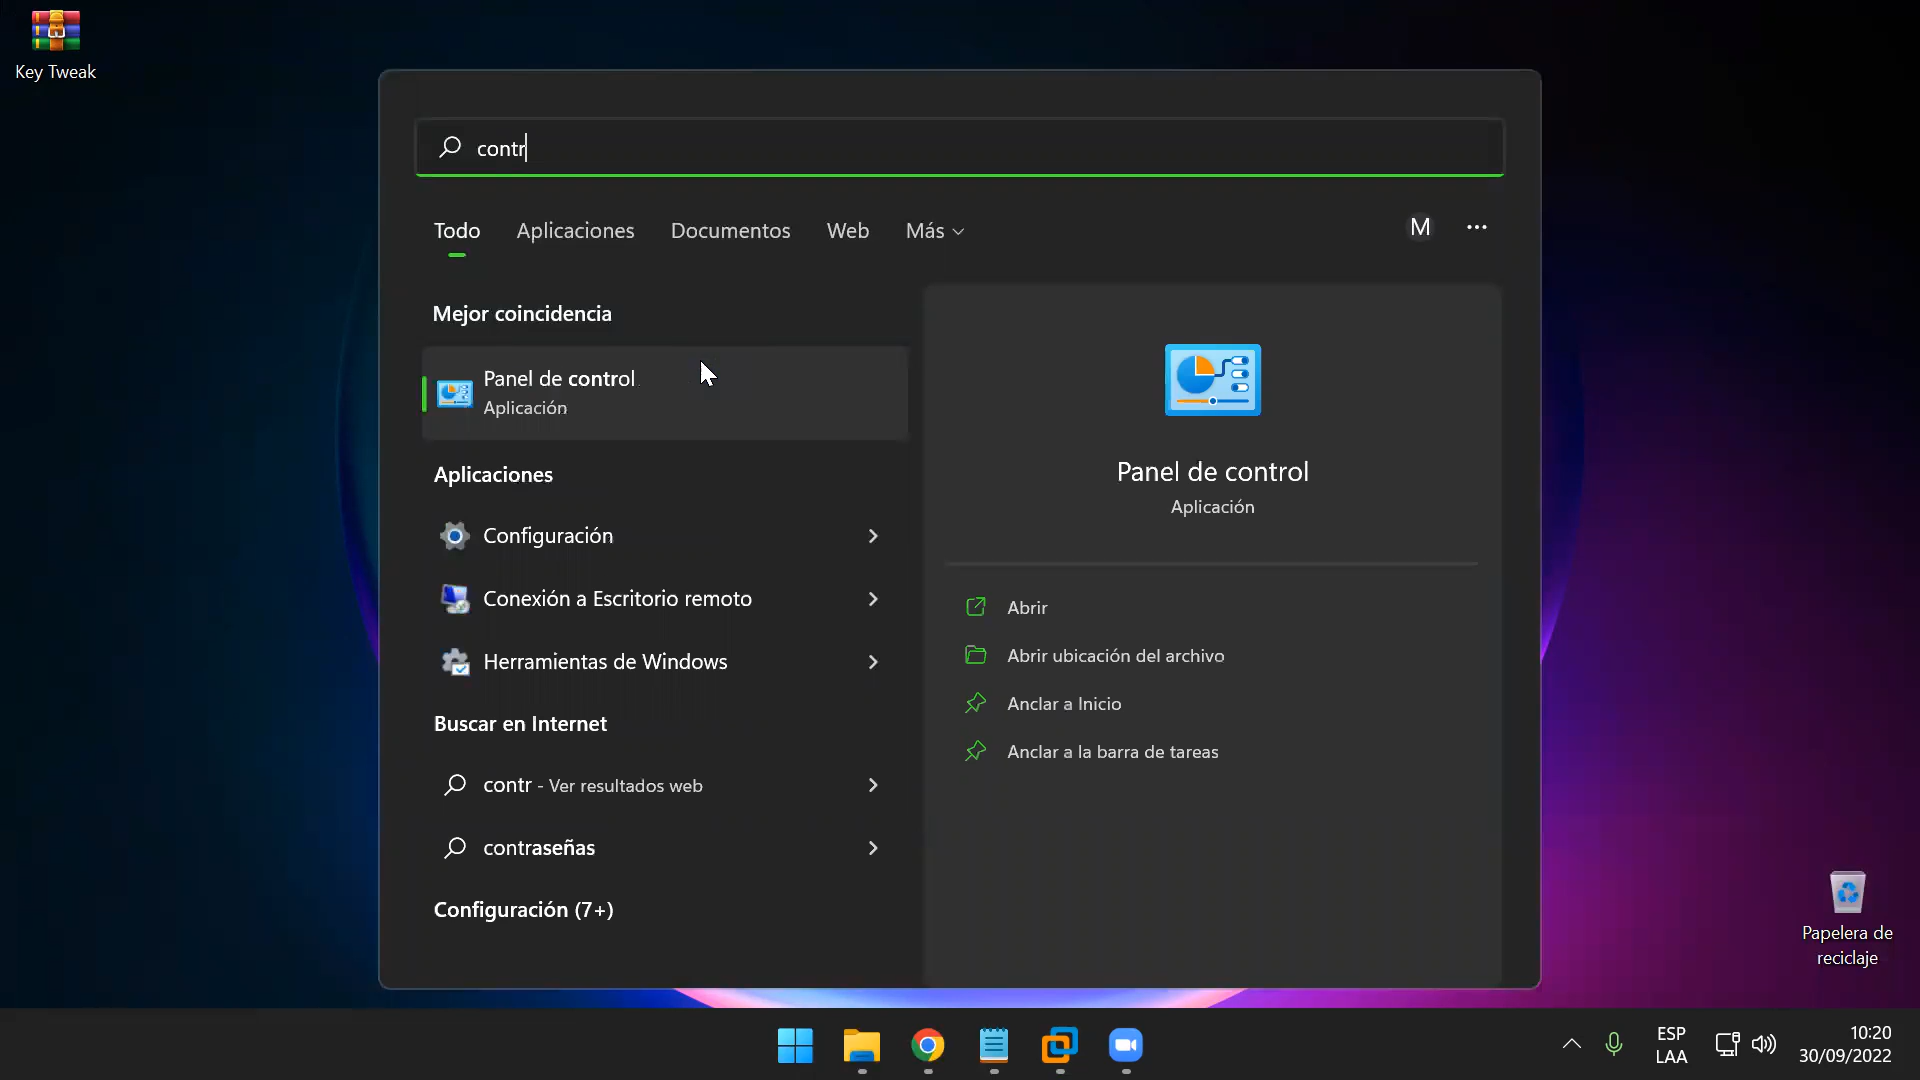 Key Tweak
contr
Todo Aplicaciones Documentos Web Más
M
Mejor coincidencia
Panel de control
Aplicación
Aplicaciones
Configuración
Conexión a Escritorio remoto
Herramientas de Windows
Buscar en Internet
contr - Ver resultados web
contraseñas
Configuración (7+)
Panel de control
Aplicación
Abrir
Abrir ubicación del archivo
Anclar a Inicio
Anclar a la barra de tareas
Papelera de
reciclaje
ESP
LAA
10:20
30/09/2022